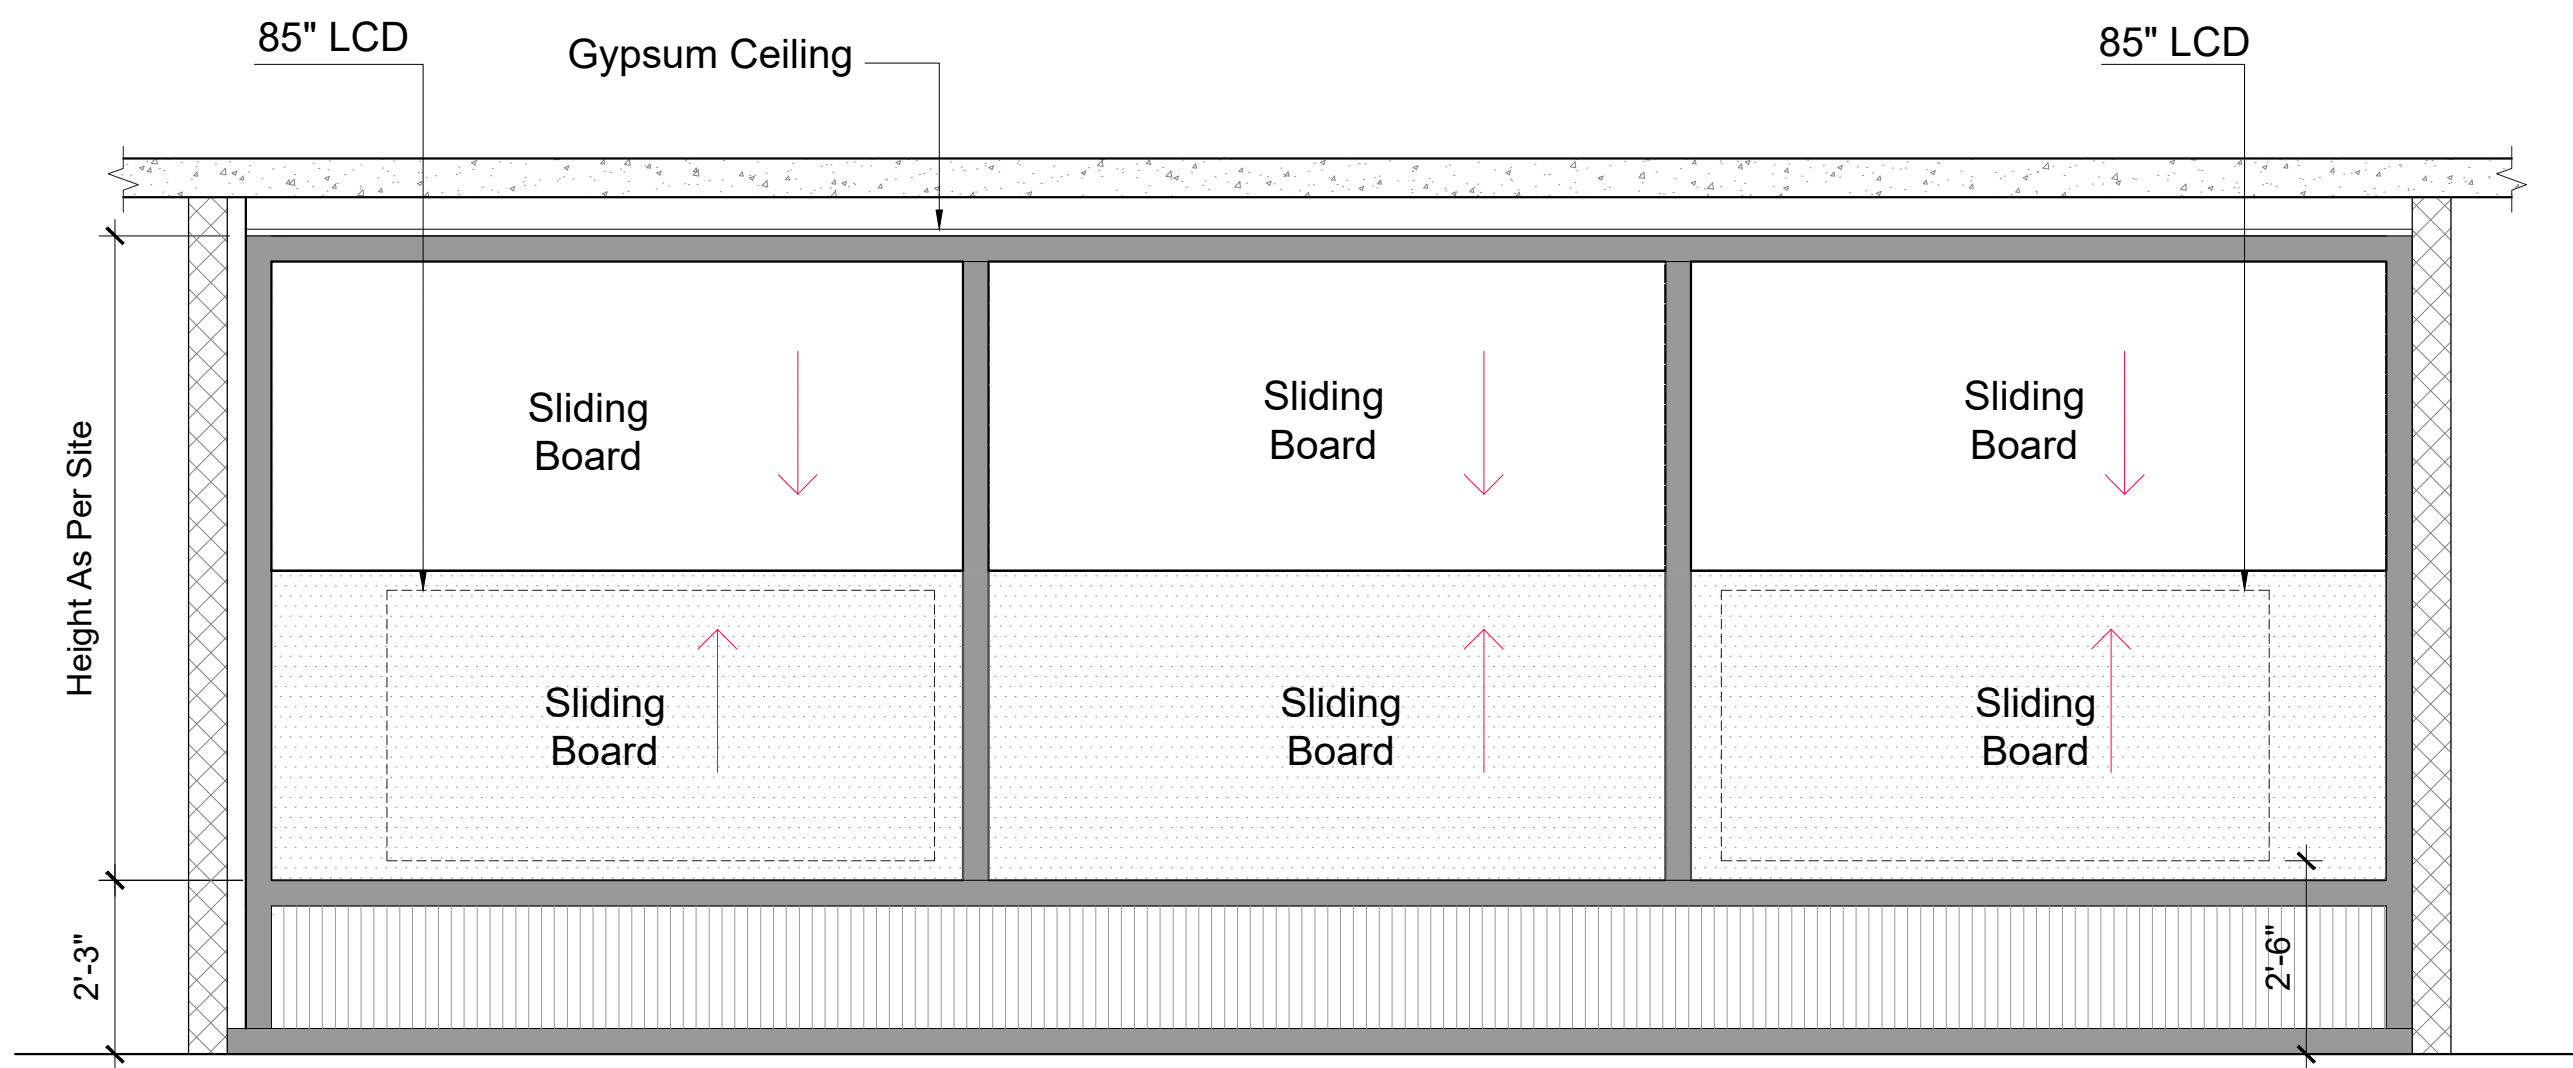 85" LCD
Gypsum Ceiling
85" LCD
Sliding
Board
Sliding
Board
Sliding
Board
Height As Per Site
Sliding
Board
Sliding
Board
Sliding
Board
2'-3"
2'-6"